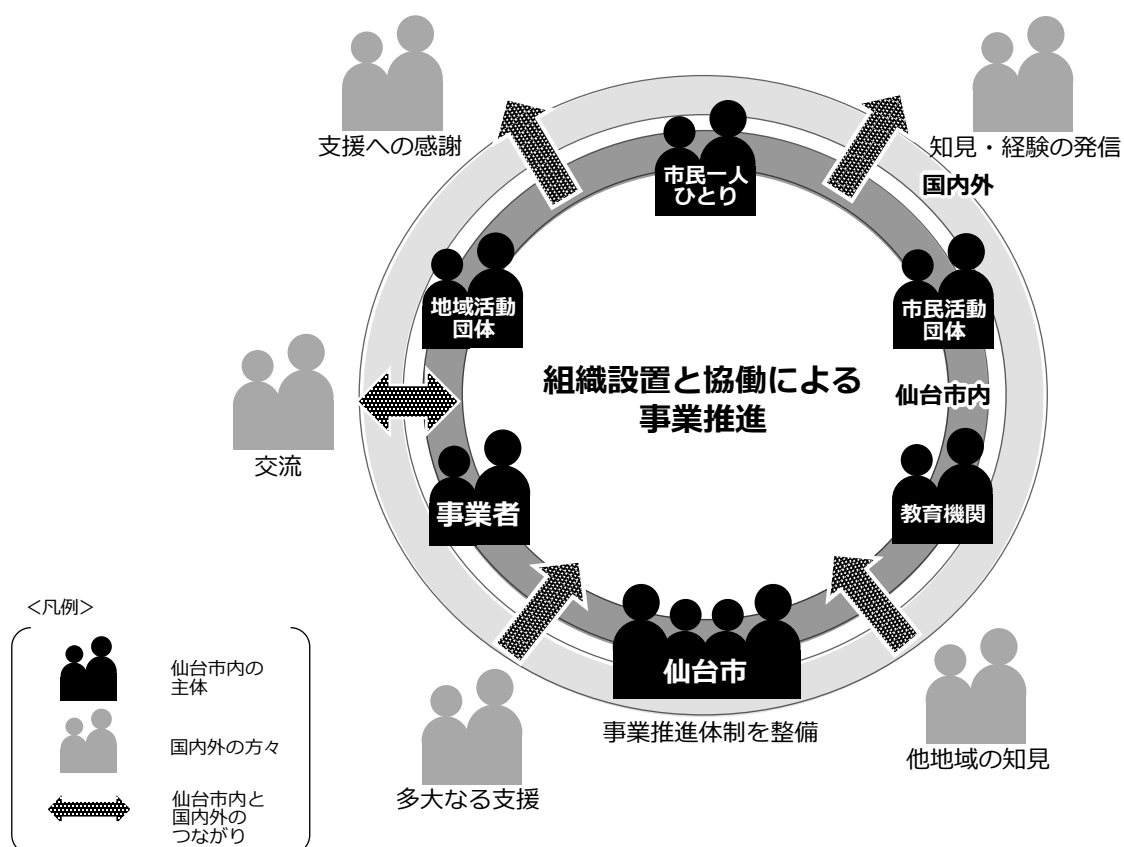 支援への感謝
知見・経験の発信
国内外
市民一人
ひとり
地域活動
団体
市民活動
団体
組織設置と協働による
事業推進
仙台市内
交流
事業者
教育機関
仙台市
事業推進体制を整備
多大なる支援
他地域の知見
<凡例>
仙台市内の
主体
国内外の方々
仙台市内と
国内外の
つながり